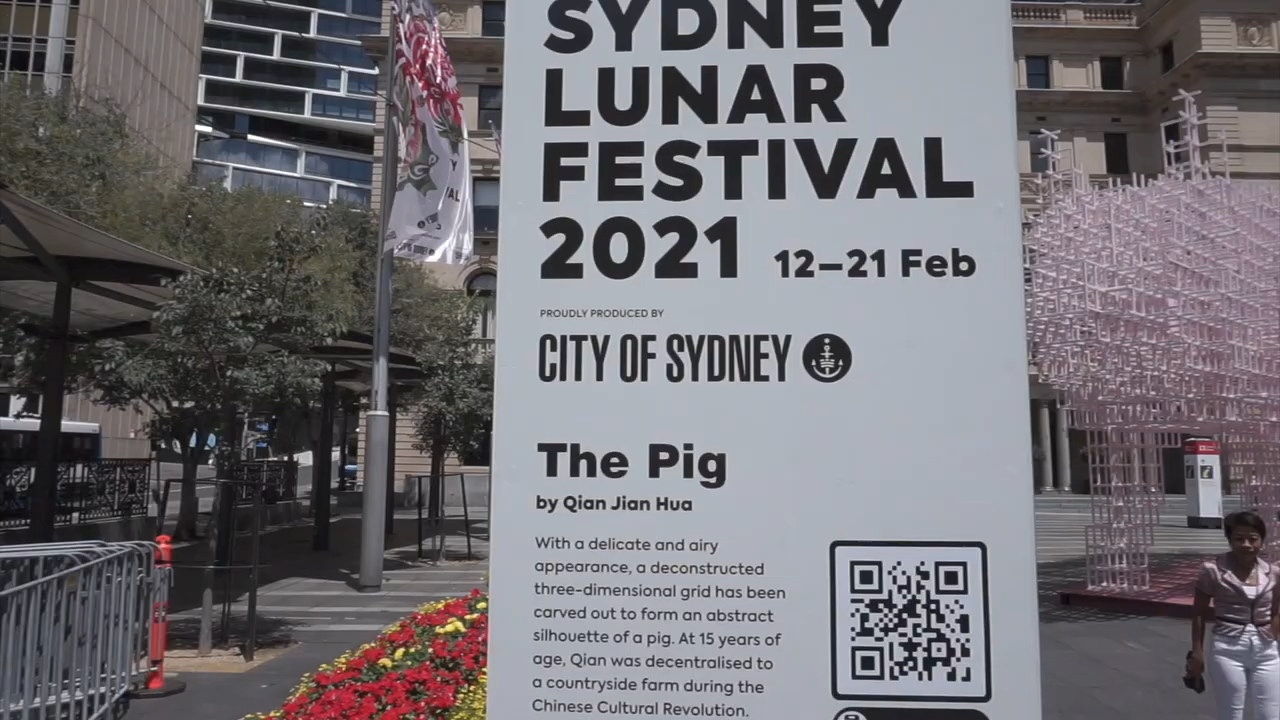 SYDNEY
LUNAR
FESTIVAL
2021 12–21 Feb
PROUDLY PRODUCED BY
CITY OF SYDNEY
The Pig
by Qian Jian Hua
With a delicate and airy
appearance, a deconstructed
three-dimensional grid has been
carved out to form an abstract
silhouette of a pig. At 15 years of
age, Qian was decentralised to
a countryside farm during the
Chinese Cultural Revolution.